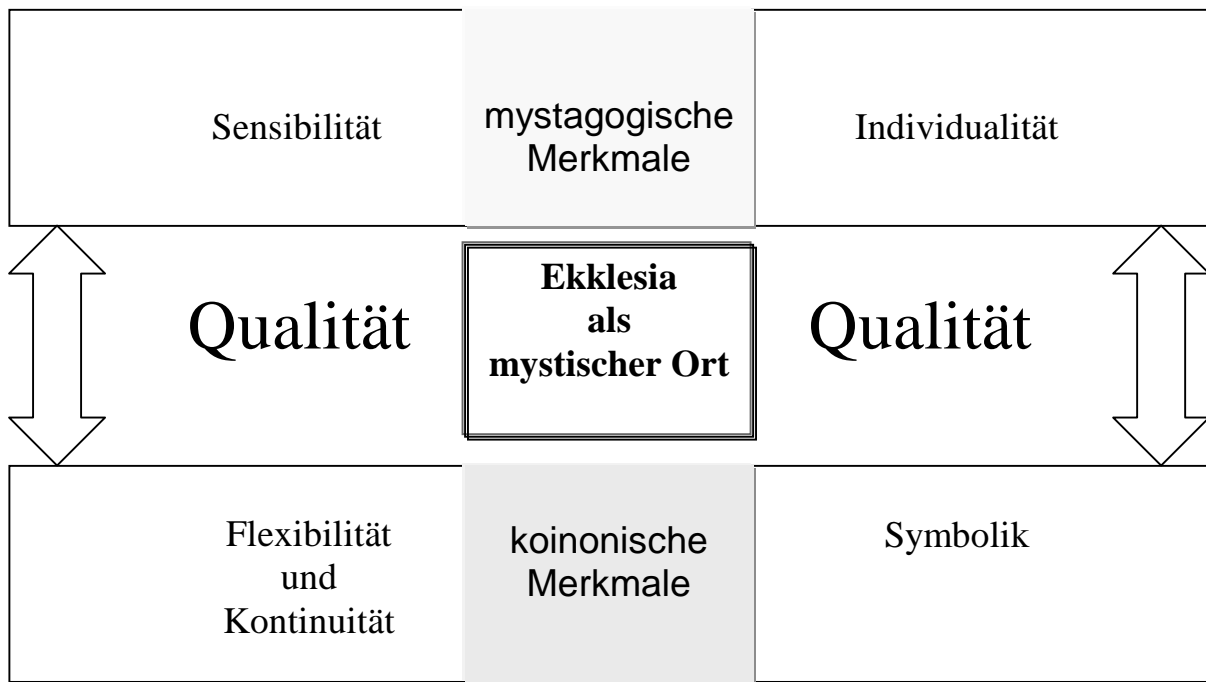 Sensibilität
mystagogische
Merkmale
Individualität
Qualität
Ekklesia
als
mystischer Ort
Qualität
Flexibilität
und
Kontinuität
koinonische
Merkmale
Symbolik